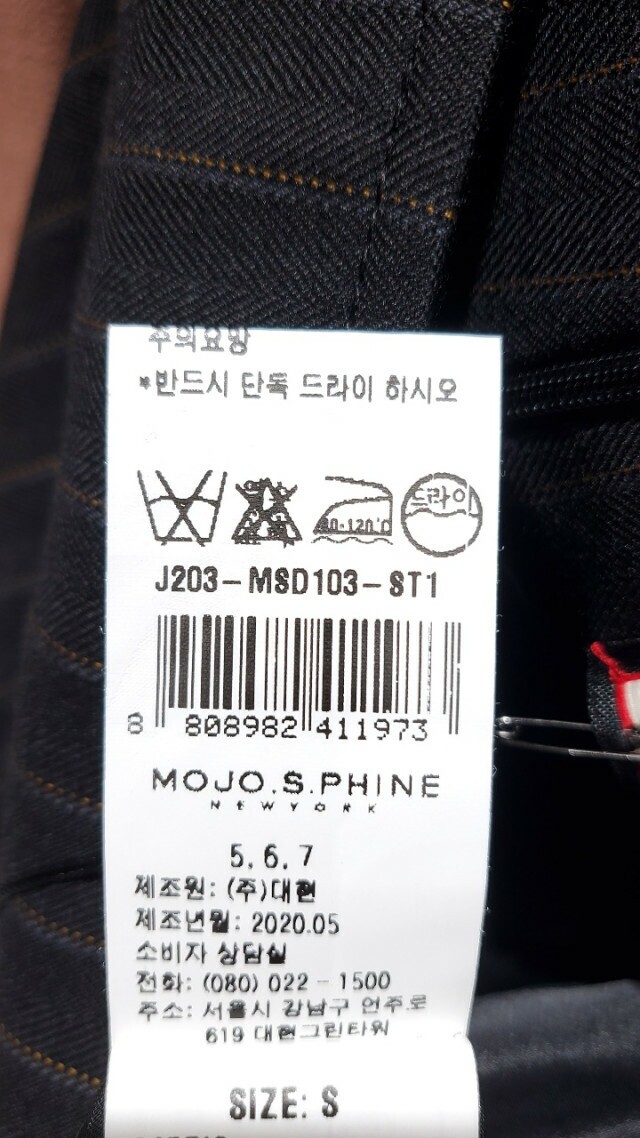 주의요망
*반드시 단독 드라이 하시오
드라이
80-120°C
J203-MSD103-ST1
8 808982 411973
MOJO.S.PHINE
NEWYORK
5, 6, 7
제조원: (주)대현
제조년월: 2020.05
소비자 상담실
전화: (080) 022 - 1500
주소: 서울시 강남구 언주로
619 대현그린타워
SIZE: S